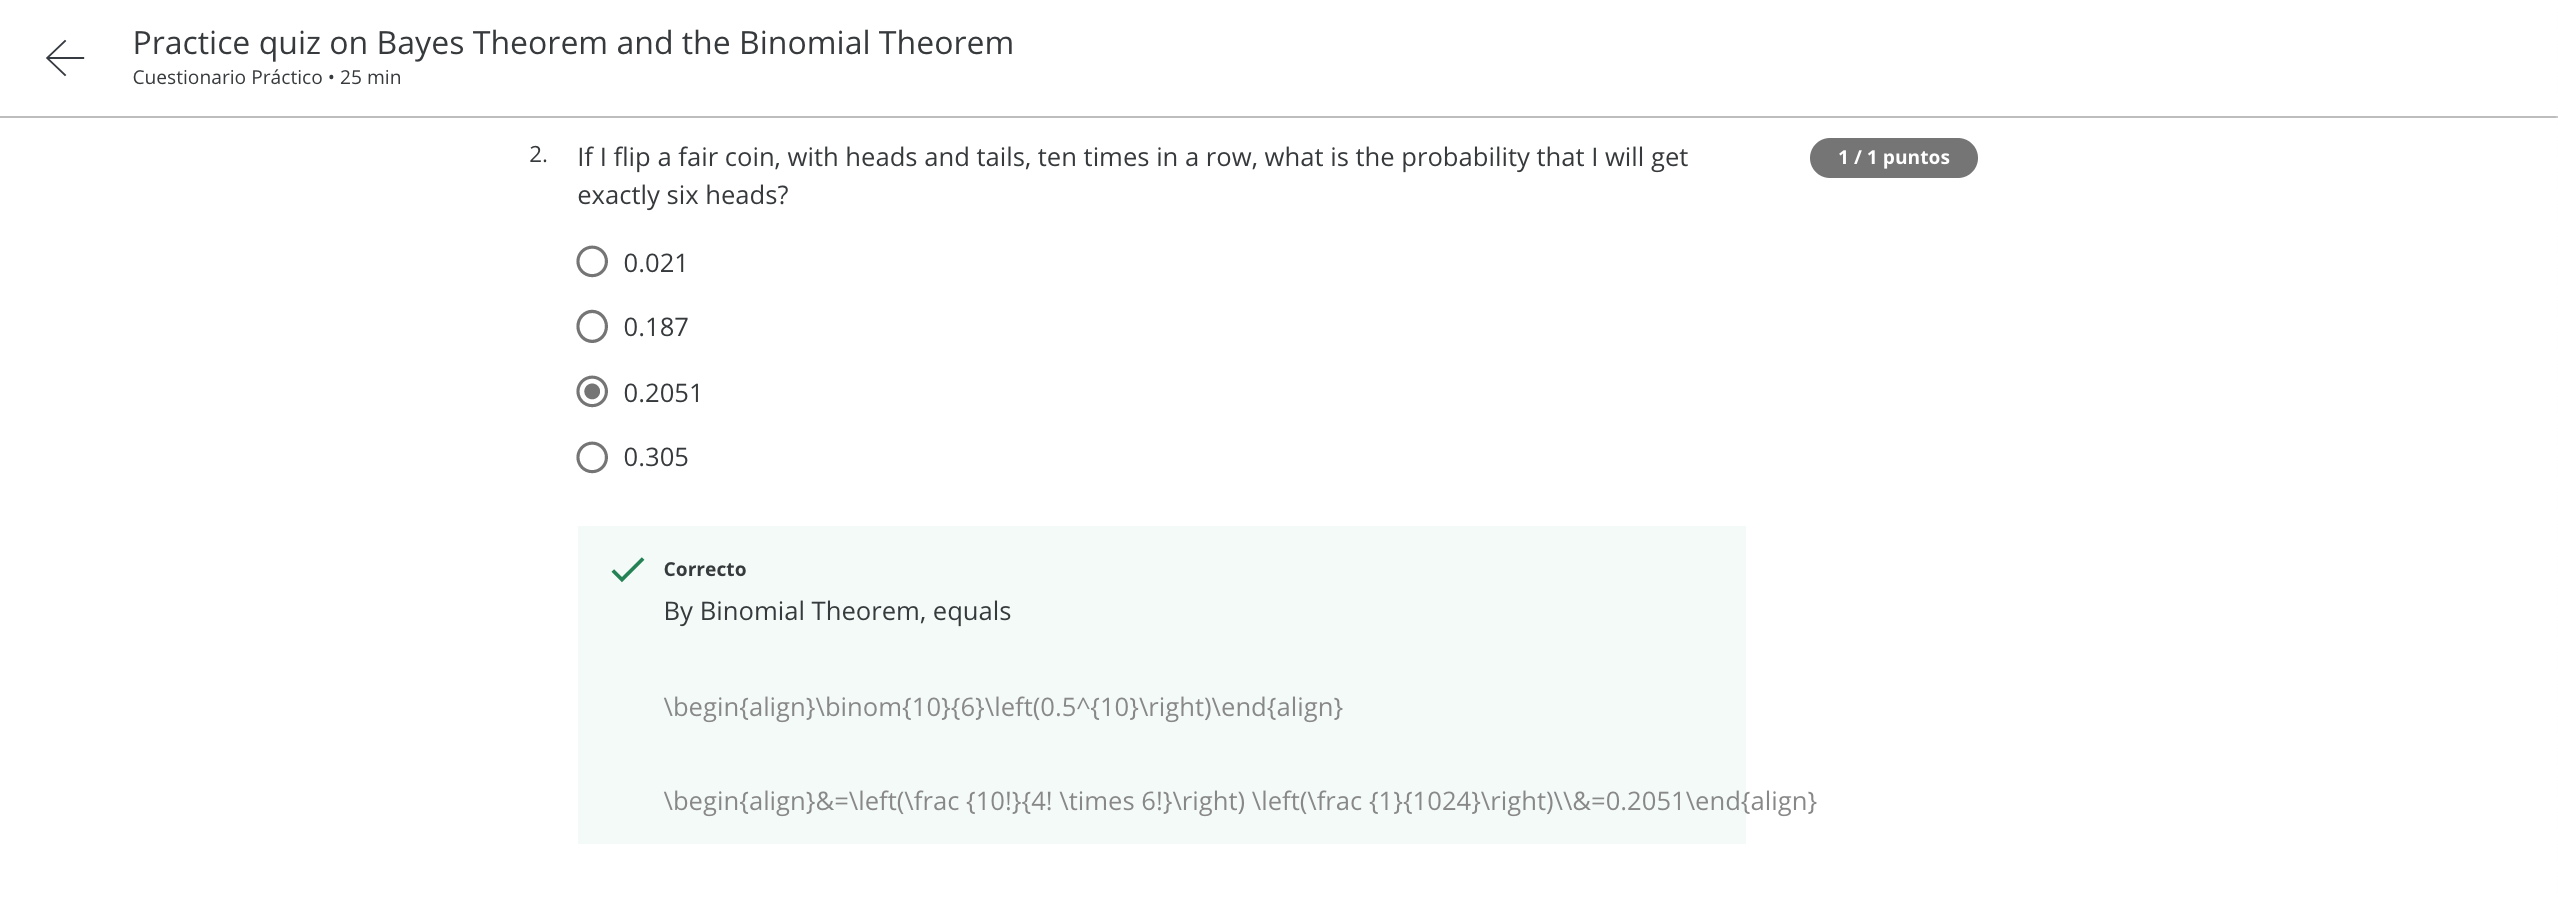 Practice quiz on Bayes Theorem and the Binomial Theorem
Cuestionario Práctico • 25 min
2. If I flip a fair coin, with heads and tails, ten times in a row, what is the probability that I will get
exactly six heads?
1 / 1 puntos
0.021
0.187
0.2051
0.305
Correcto
By Binomial Theorem, equals
\begin{align}\binom{10}{6}\left(0.5^{10}\right)\end{align}
\begin{align}&=\left(\frac {10!}{4! \times 6!}\right) \left(\frac {1}{1024}\right)\\&=0.2051\end{align}